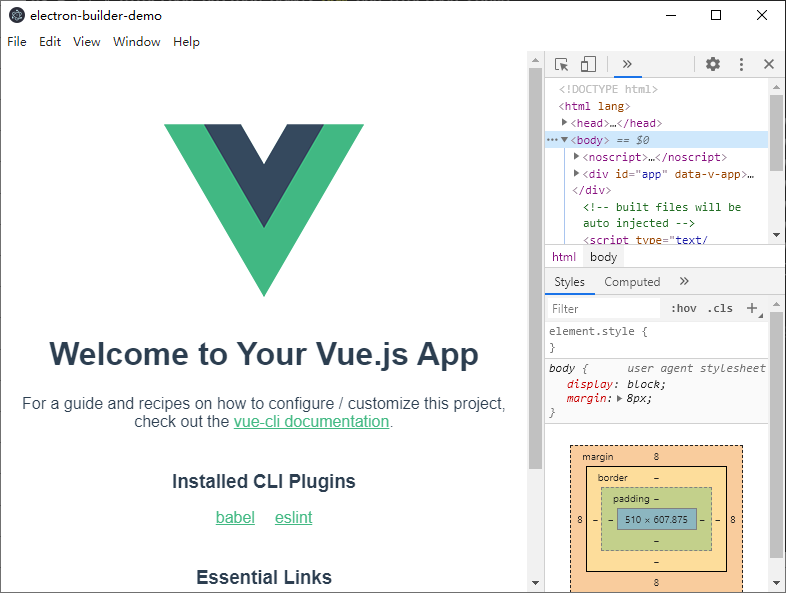 electron-builder-demo
File Edit View Window Help
Welcome to Your Vue.js App
For a guide and recipes on how to configure / customize this project,
check out the vue-cli documentation.
Installed CLI Plugins
babel eslint
Essential Links
<!DOCTYPE html>
<html lang>
<head>…</head>
<body> == $0
<noscript>…</noscript>
<div id="app" data-v-app>…
</div>
<!-- built files will be
auto injected -->
<script type="text/
html body
Styles Computed »
Filter :hov .cls +
element.style {
}
body { user agent stylesheet
display: block;
margin: 8px;
}
margin 8
border –
padding –
8 – – 510 × 607.875 – – 8
–
–
8